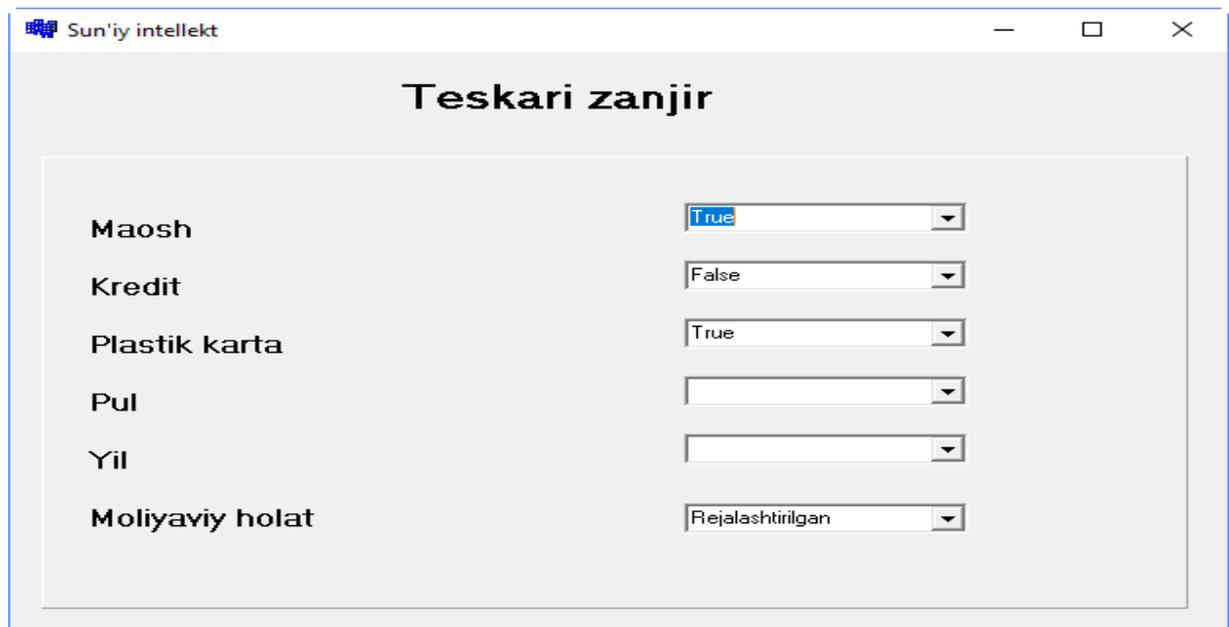 Sun'iy intellekt
Teskari zanjir
Maosh True
Kredit False
Plastik karta True
Pul
Yil
Moliyaviy holat Rejalashtirilgan